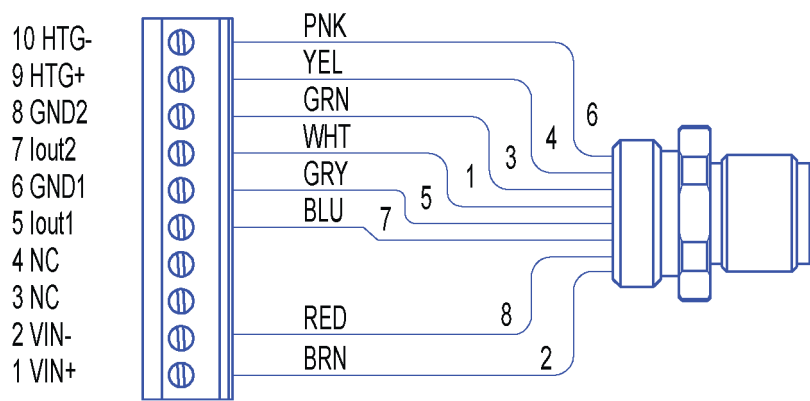 10 HTG-
9 HTG+
8 GND2
7 Iout2
6 GND1
5 Iout1
4 NC
3 NC
2 VIN-
1 VIN+
PNK
YEL
GRN
WHT
GRY
BLU
RED
BRN
6
4
3
1
5
7
8
2